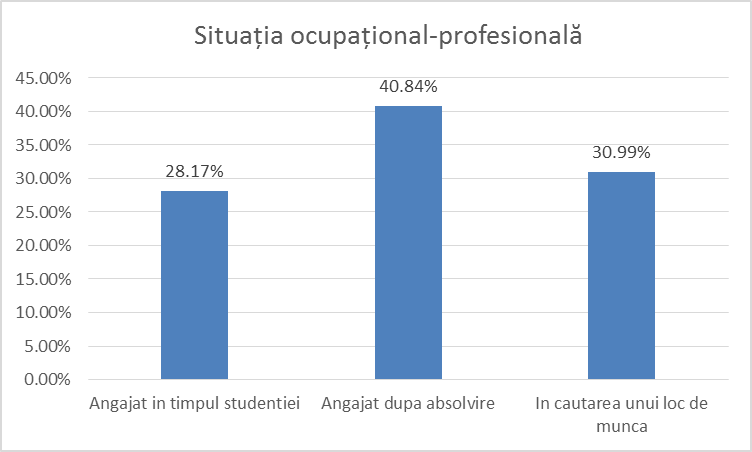 Situația ocupațional-profesională
45.00%
40.00%
35.00%
30.00%
25.00%
20.00%
15.00%
10.00%
5.00%
0.00%
28.17%
40.84%
30.99%
Angajat in timpul studentiei
Angajat dupa absolvire
In cautarea unui loc de
munca